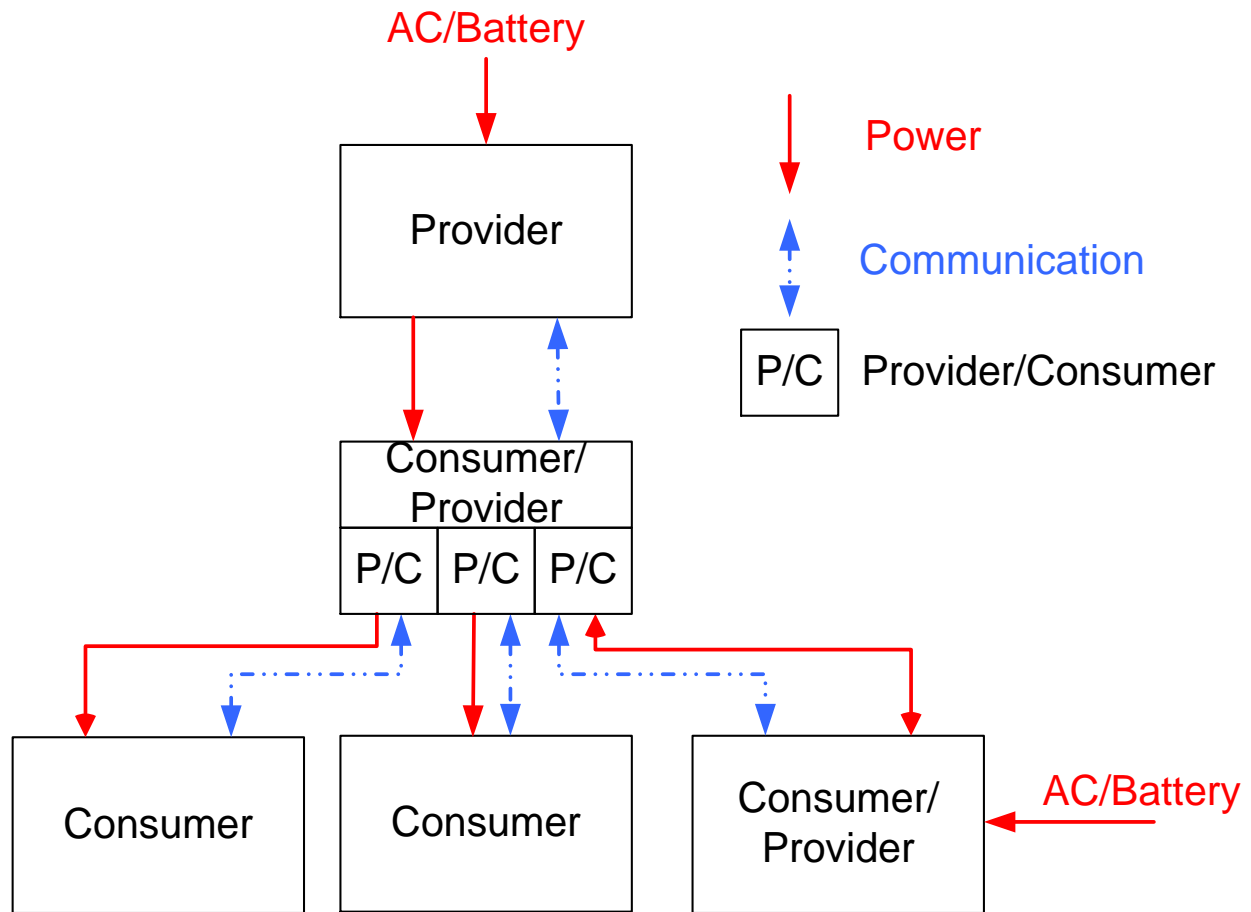 AC/Battery
Power
Provider
Communication
P/C Provider/Consumer
Consumer/
Provider
P/C P/C P/C
Consumer
Consumer
Consumer/
Provider
AC/Battery